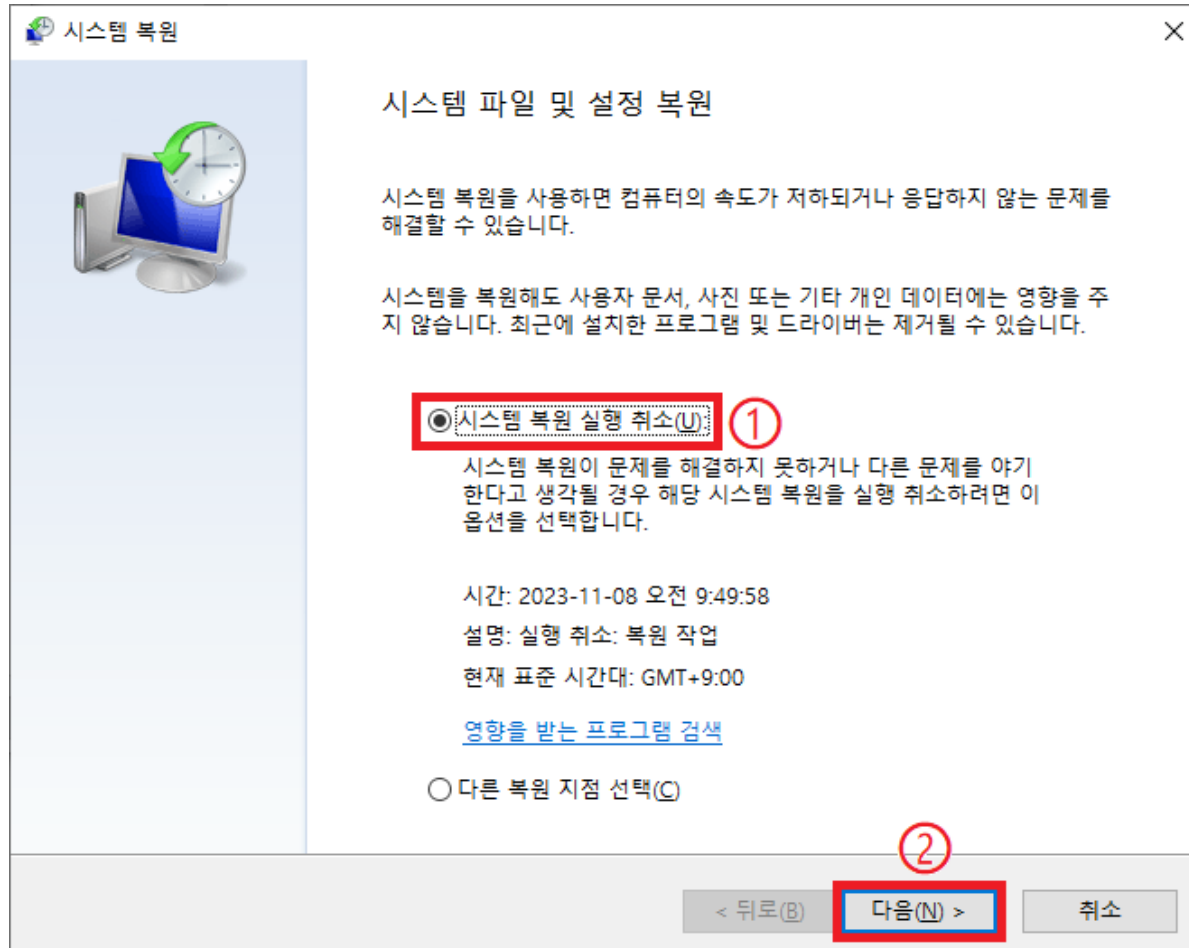 시스템 복원
시스템 파일 및 설정 복원
시스템 복원을 사용하면 컴퓨터의 속도가 저하되거나 응답하지 않는 문제를
해결할 수 있습니다.
시스템을 복원해도 사용자 문서, 사진 또는 기타 개인 데이터에는 영향을 주
지 않습니다. 최근에 설치한 프로그램 및 드라이버는 제거될 수 있습니다.
시스템 복원 실행 취소(U): ①
시스템 복원이 문제를 해결하지 못하거나 다른 문제를 야기
한다고 생각될 경우 해당 시스템 복원을 실행 취소하려면 이
옵션을 선택합니다.
시간: 2023-11-08 오전 9:49:58
설명: 실행 취소: 복원 작업
현재 표준 시간대: GMT+9:00
영향을 받는 프로그램 검색
다른 복원 지점 선택(C)
②
< 뒤로(B) 다음(N) > 취소